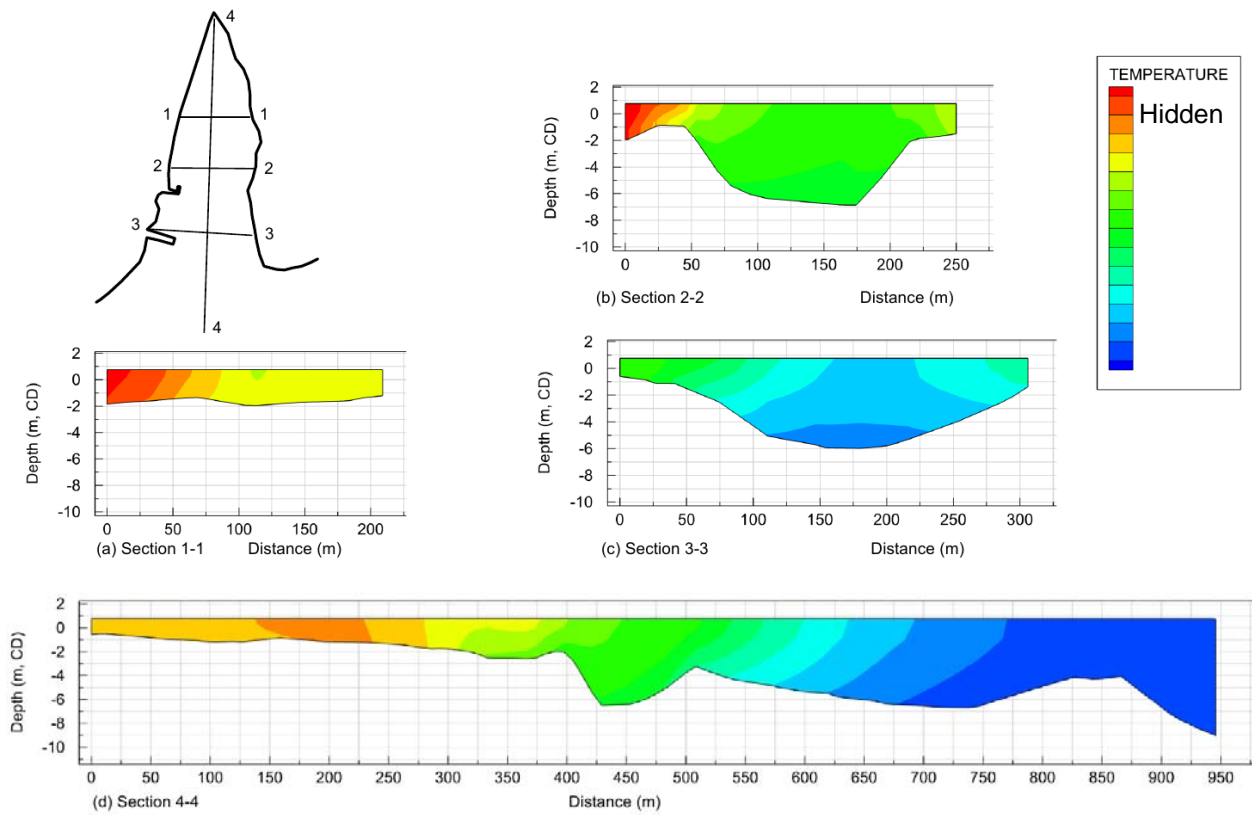 4
1 1
2 2
3 3
4
TEMPERATURE
Hidden
2
0
-2
-4
-6
-8
-10
Depth (m, CD)
0 50 100 150 200 250
(b) Section 2-2 Distance (m)
2
0
-2
-4
-6
-8
-10
Depth (m, CD)
0 50 100 150 200
(a) Section 1-1 Distance (m)
2
0
-2
-4
-6
-8
-10
Depth (m, CD)
0 50 100 150 200 250 300
(c) Section 3-3 Distance (m)
2
0
-2
-4
-6
-8
-10
Depth (m, CD)
0 50 100 150 200 250 300 350 400 450 500 550 600 650 700 750 800 850 900 950
(d) Section 4-4 Distance (m)